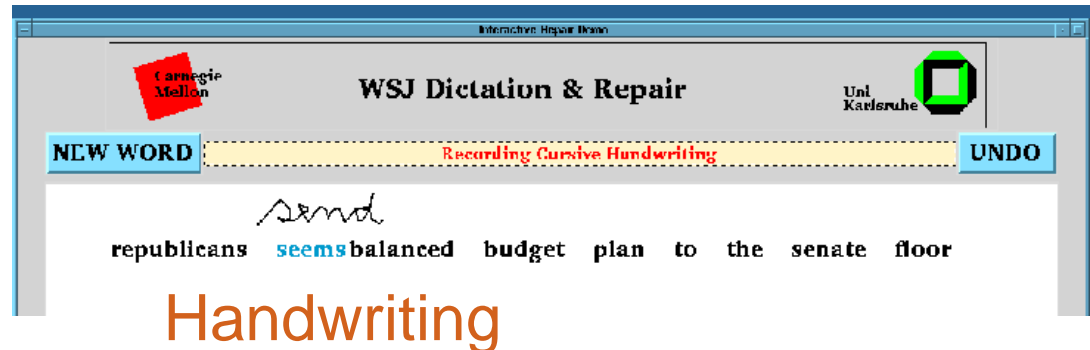 Interactive Repair Demo
Carnegie
Mellon
WSJ Dictation & Repair
Uni
Karlsruhe
NEW WORD
Recording Cursive Handwriting
UNDO
send
republicans seems balanced budget plan to the senate floor
Handwriting